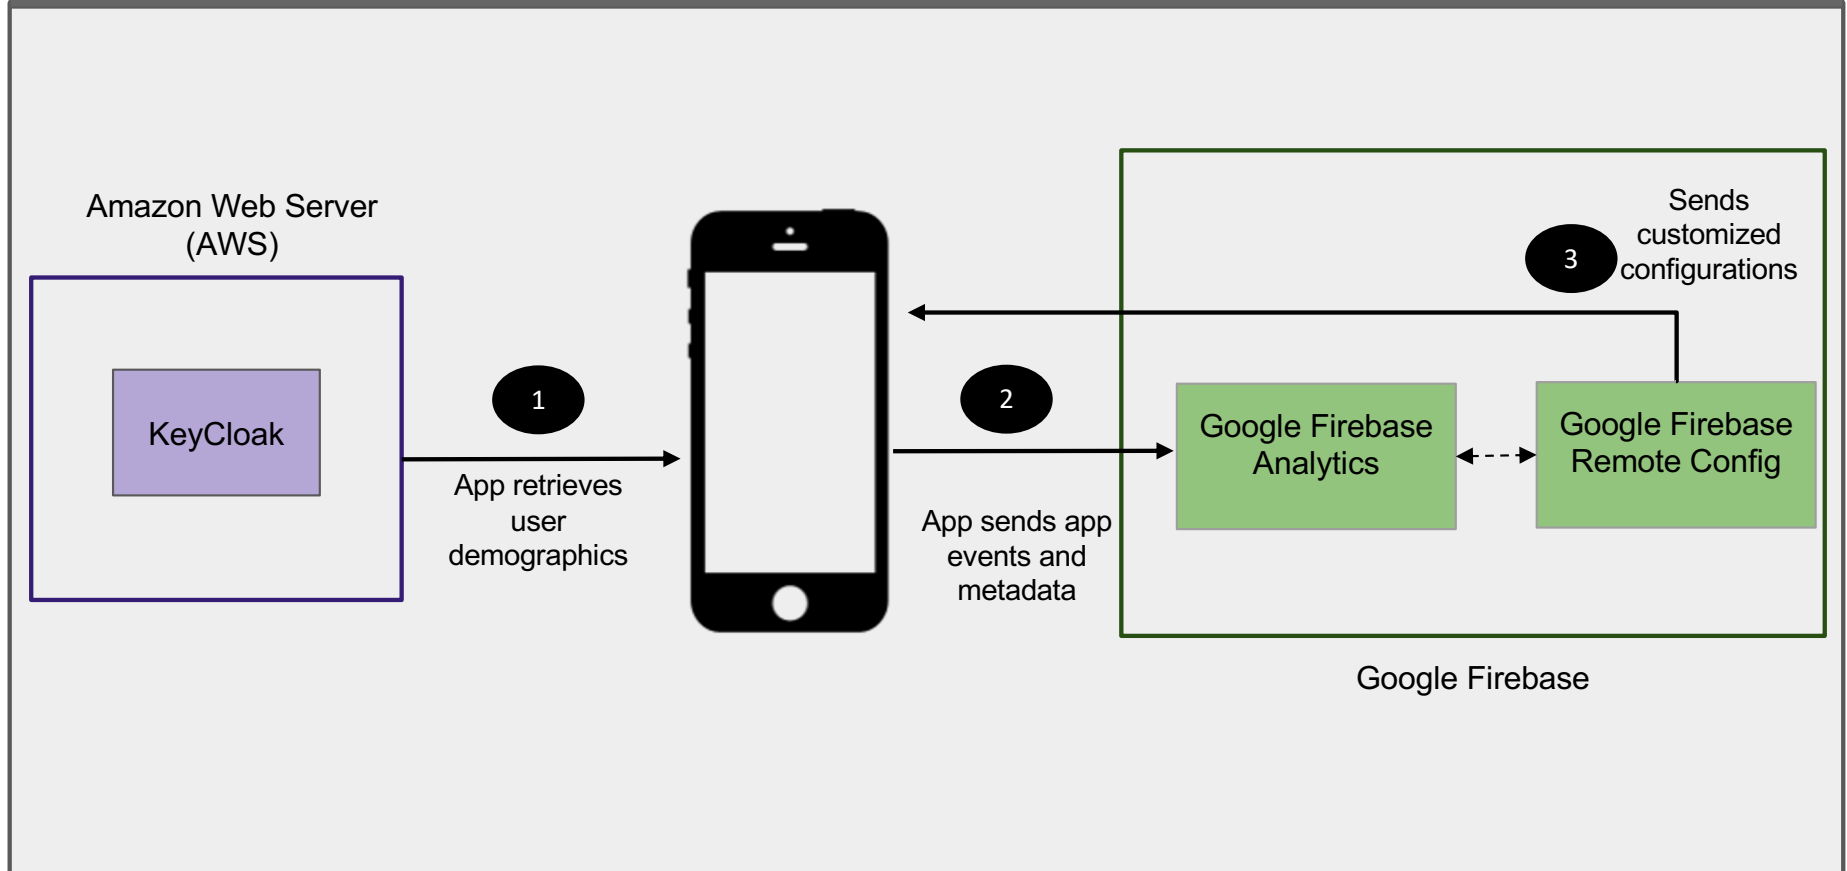 Amazon Web Server
(AWS)
KeyCloak
1
App retrieves
user
demographics
2
App sends app
events and
metadata
3
Sends
customized
configurations
Google Firebase
Analytics
Google Firebase
Remote Config
Google Firebase